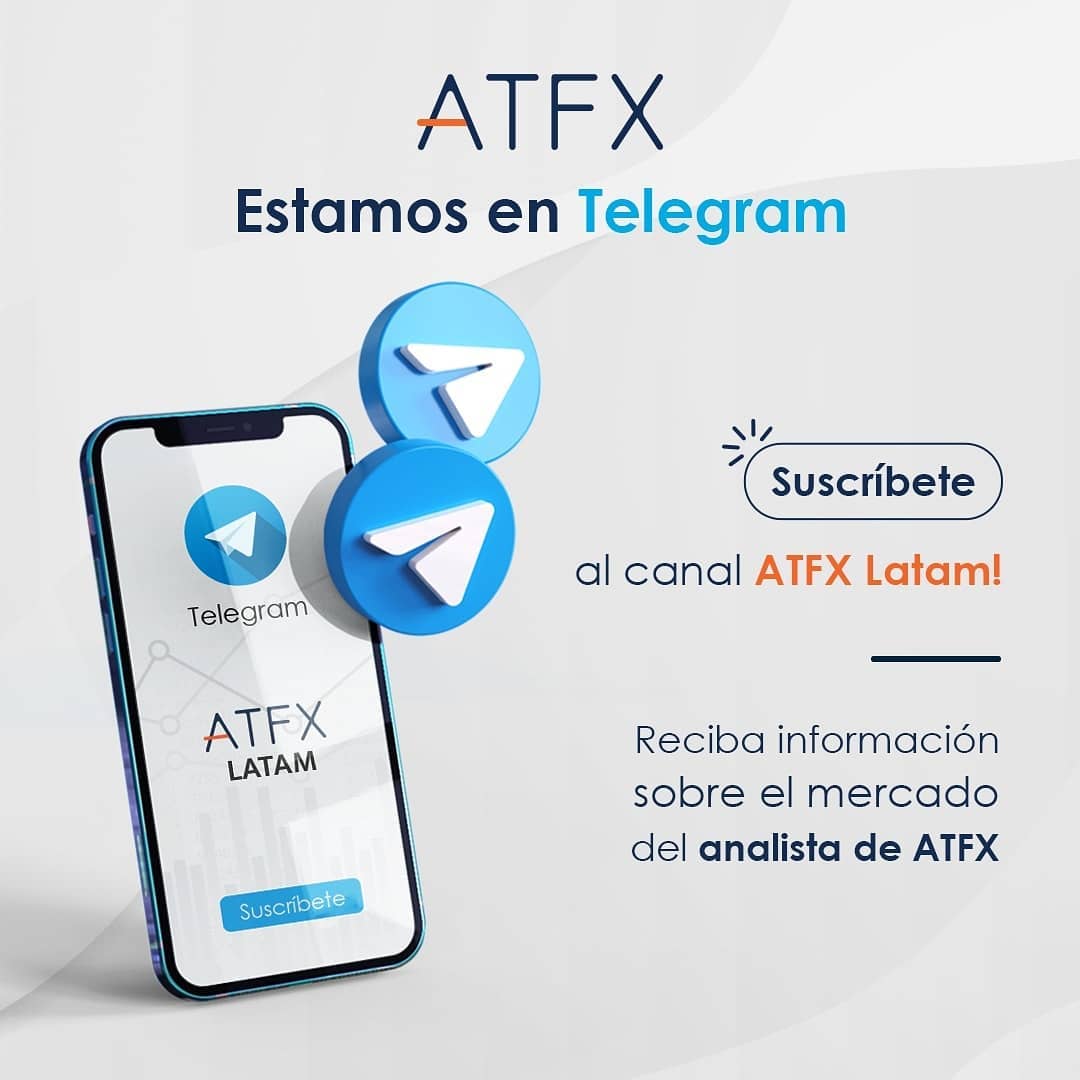 ATFX
Estamos en Telegram
Suscríbete
al canal ATFX Latam!
Reciba información
sobre el mercado
del analista de ATFX
Telegram
ATFX
LATAM
Suscríbete